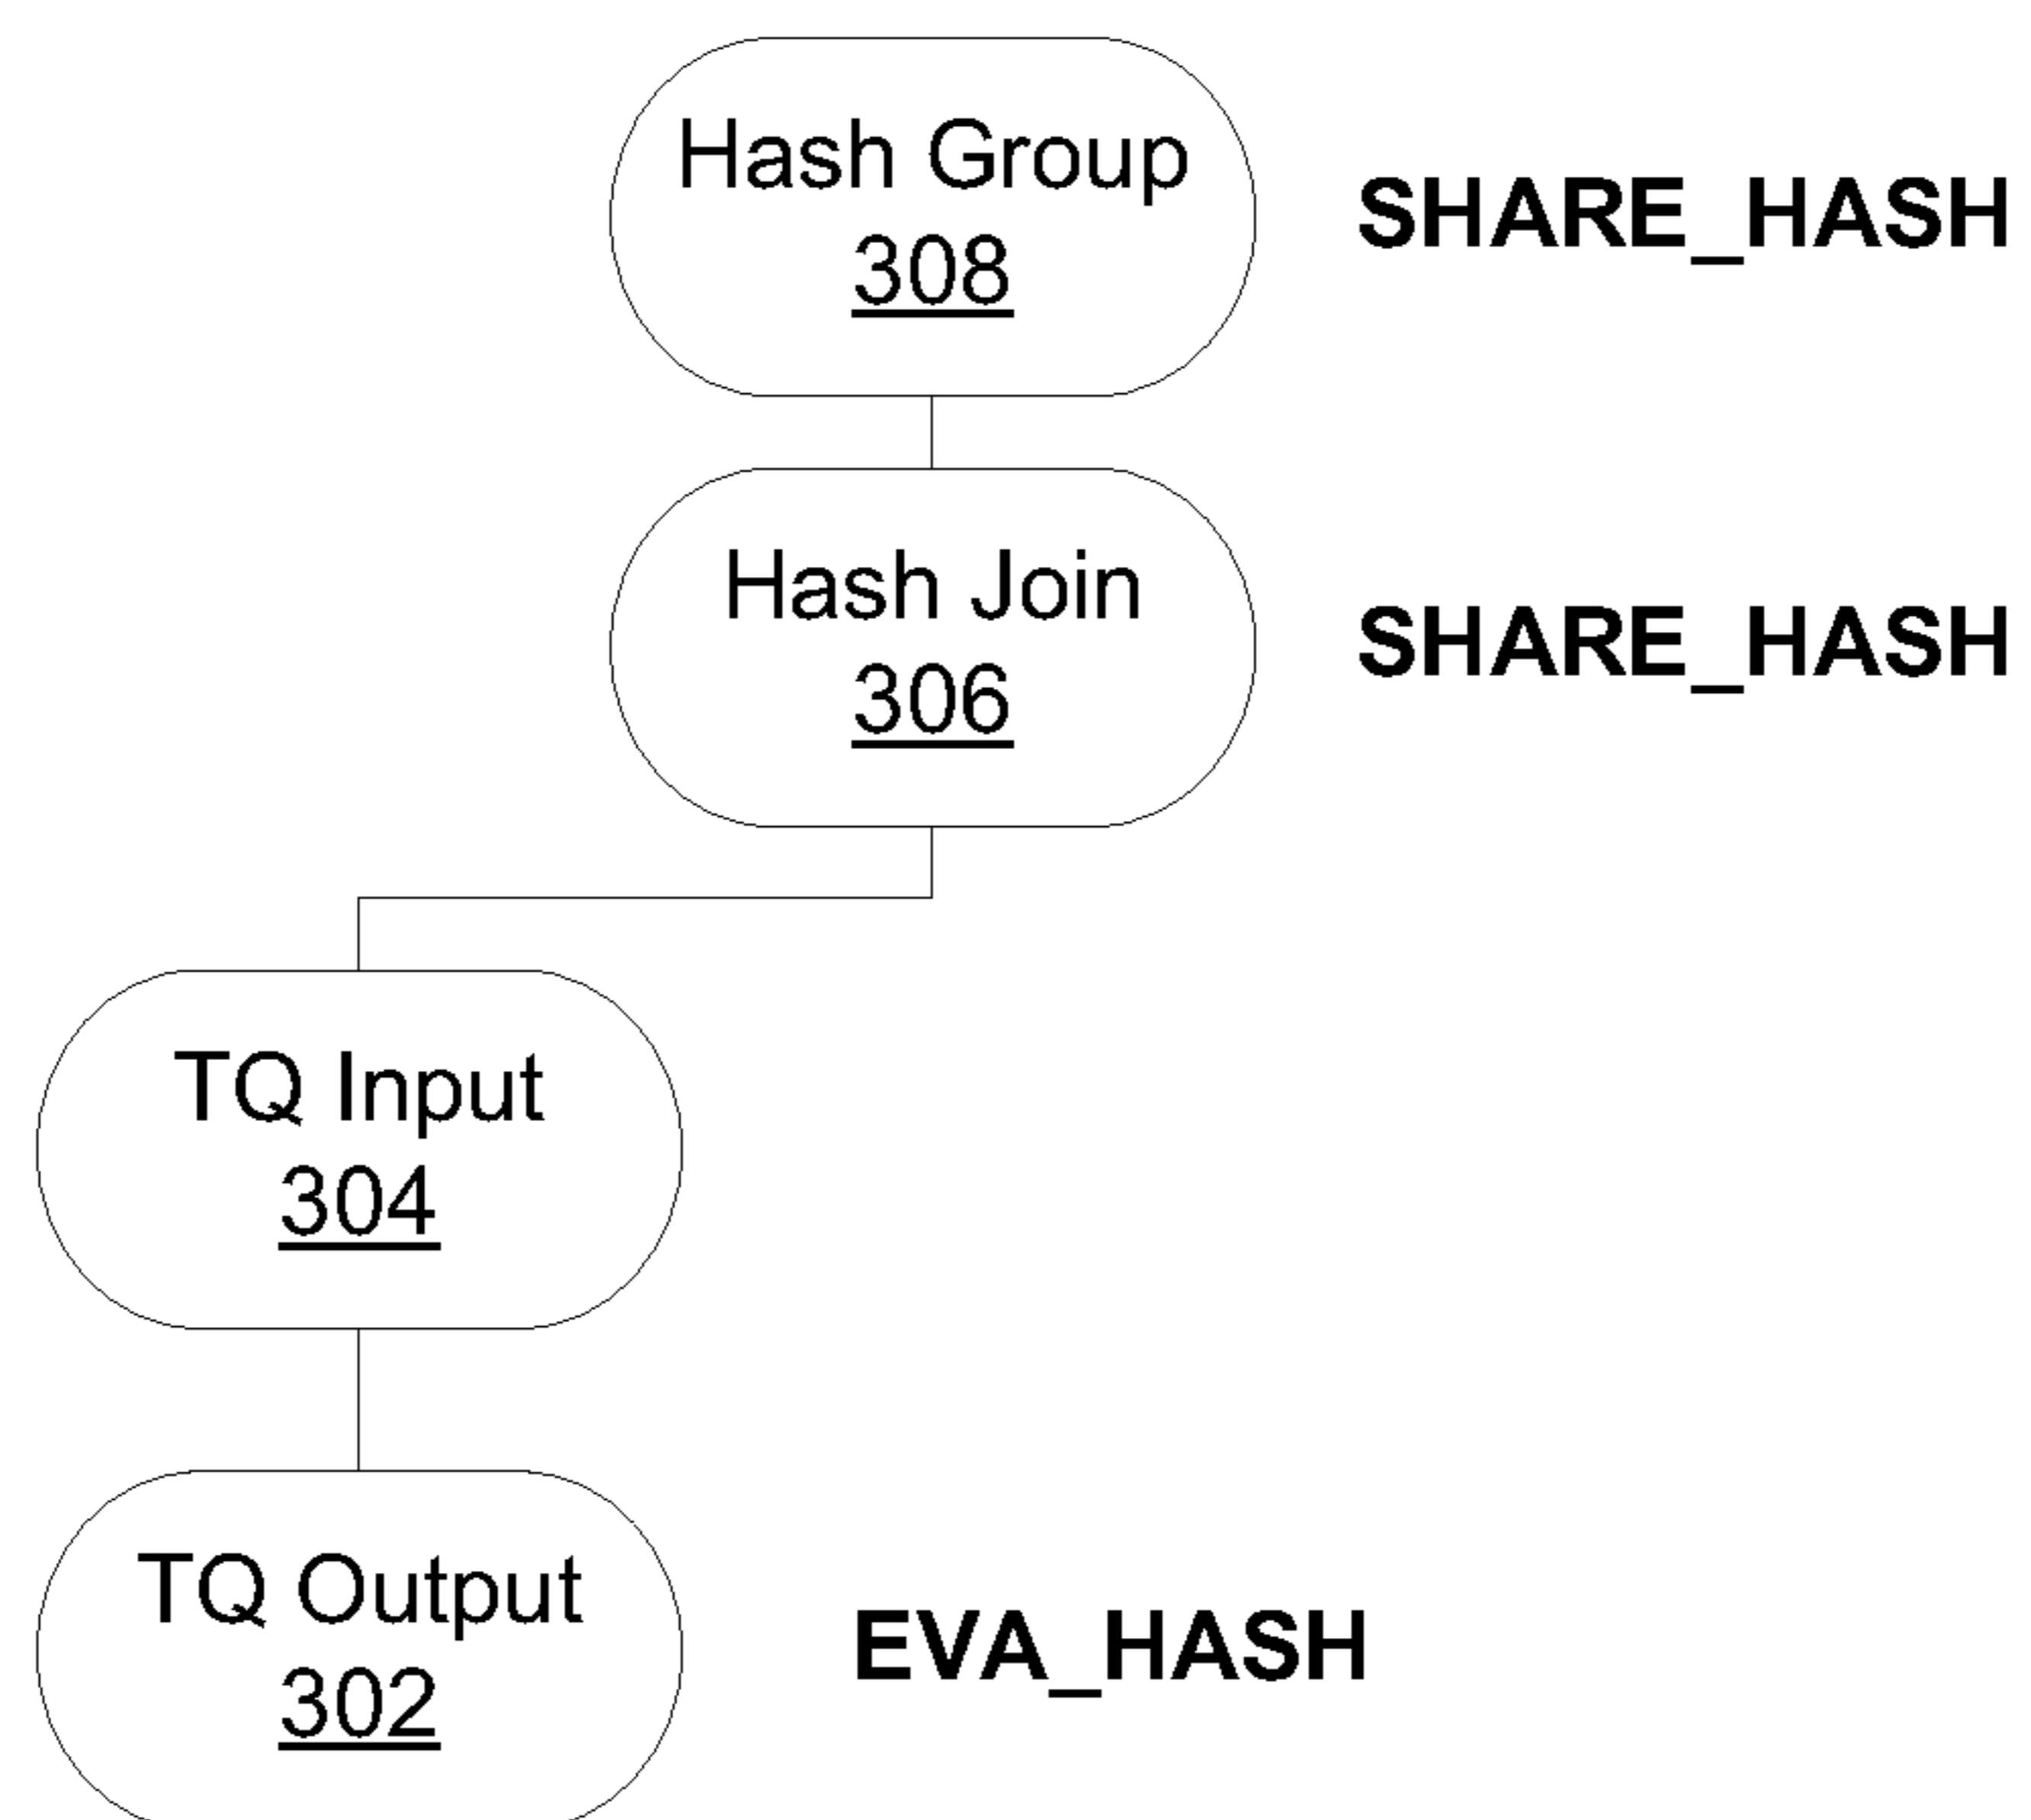 Hash Group
308
SHARE_HASH
Hash Join
306
SHARE_HASH
TQ Input
304
TQ Output
302
EVA_HASH